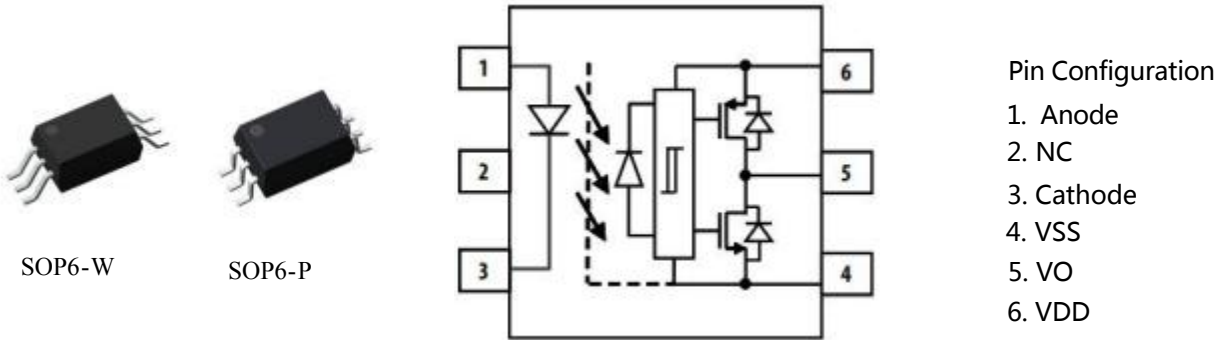 SOP6-W
SOP6-P
1
2
3
6
5
4
Pin Configuration
1. Anode
2. NC
3. Cathode
4. VSS
5. VO
6. VDD